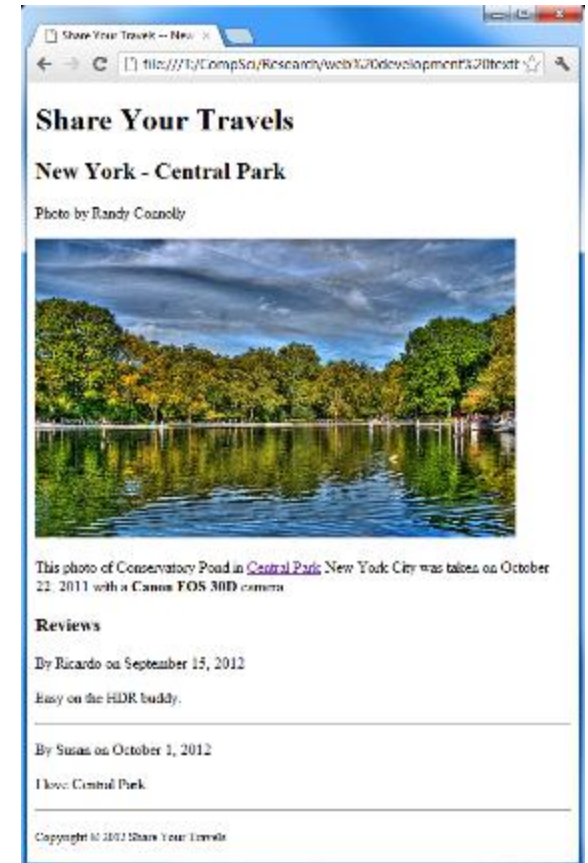 Share Your Travels -- New
file:///T:/CompSci/Research/web%20development%20textb
Share Your Travels
New York - Central Park
Photo by Randy Connolly
This photo of Conservatory Pond in Central Park New York City was taken on October
22, 2011 with a Canon EOS 30D camera
Reviews
By Ricardo on September 15, 2012
Easy on the HDR buddy.
By Susan on October 1, 2012
I love Central Park
Copyright © 2012 Share Your Travels